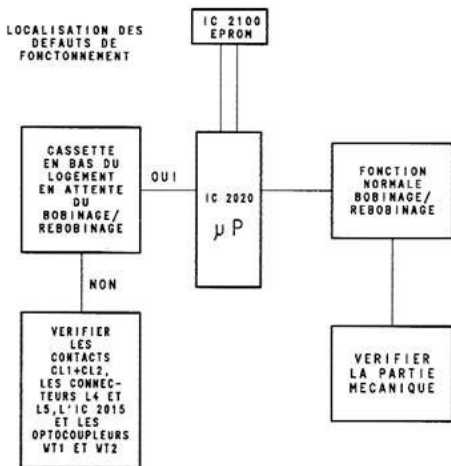 LOCALISATION DES
DEFAUTS DE
FONCTONNEMENT
IC 2100
EPROM
CASSETTE
EN BAS DU
LOGEMENT
EN ATTENTE
DU
BOBINAGE/
REBOBINAGE
OUI
IC 2020
µP
FONCTION
NORMALE
BOBINAGE/
REBOBINAGE
NON
VERIFIER
LES
CONTACTS
CL1+CL2,
LES CONNEC-
TEURS L4 ET
L5,L'IC 2015
ET LES
OPTOCOUPLEURS
WT1 ET WT2
VERIFIER
LA PARTIE
MECANIQUE